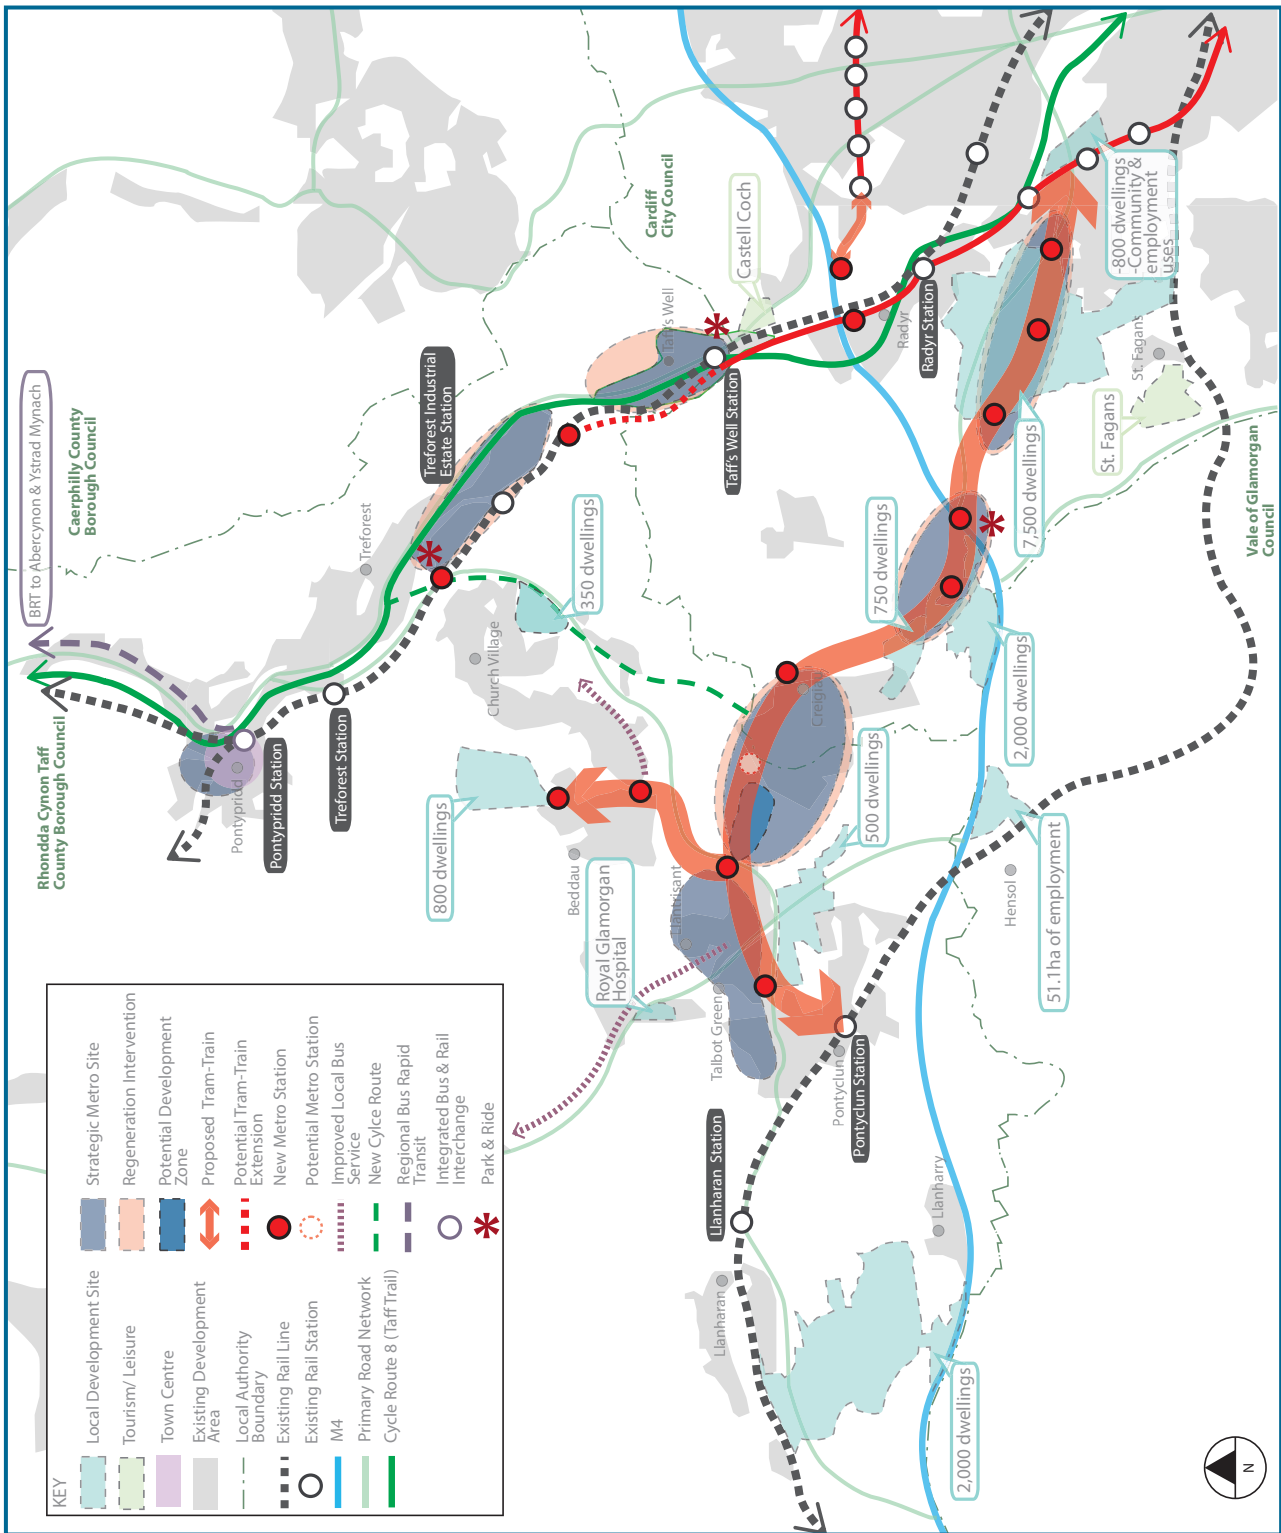 KEY
Local Development Site
Tourism/ Leisure
Town Centre
Existing Development
Area
Local Authority
Boundary
Existing Rail Line
Existing Rail Station
M4
Primary Road Network
Cycle Route 8 (Taff Trail)
Strategic Metro Site
Regeneration Intervention
Potential Development
Zone
Proposed Tram-Train
Potential Tram-Train
Extension
New Metro Station
Potential Metro Station
Improved Local Bus
Service
New Cylce Route
Regional Bus Rapid
Transit
Integrated Bus & Rail
Interchange
Park & Ride
Rhondda Cynon Taff
County Borough Council
BRT to Abercynon & Ystrad Mynach
Caerphilly County
Borough Council
Cardiff
City Council
Vale of Glamorgan
Council
Pontypridd
Pontypridd Station
Treforest Station
Treforest
Treforest Industrial
Estate Station
Church Village
350 dwellings
800 dwellings
Beddau
Royal Glamorgan
Hospital
Llantrisant
Talbot Green
Taff's Well
Taff's Well Station
Castell Coch
Radyr
Radyr Station
Creigiau
750 dwellings
500 dwellings
2,000 dwellings
7,500 dwellings
St. Fagans
St. Fagans
-800 dwellings
-Community &
employment
uses
Pontyclun
Pontyclun Station
Hensol
51.1ha of employment
Llanharan Station
Llanharan
Llanharry
2,000 dwellings
N